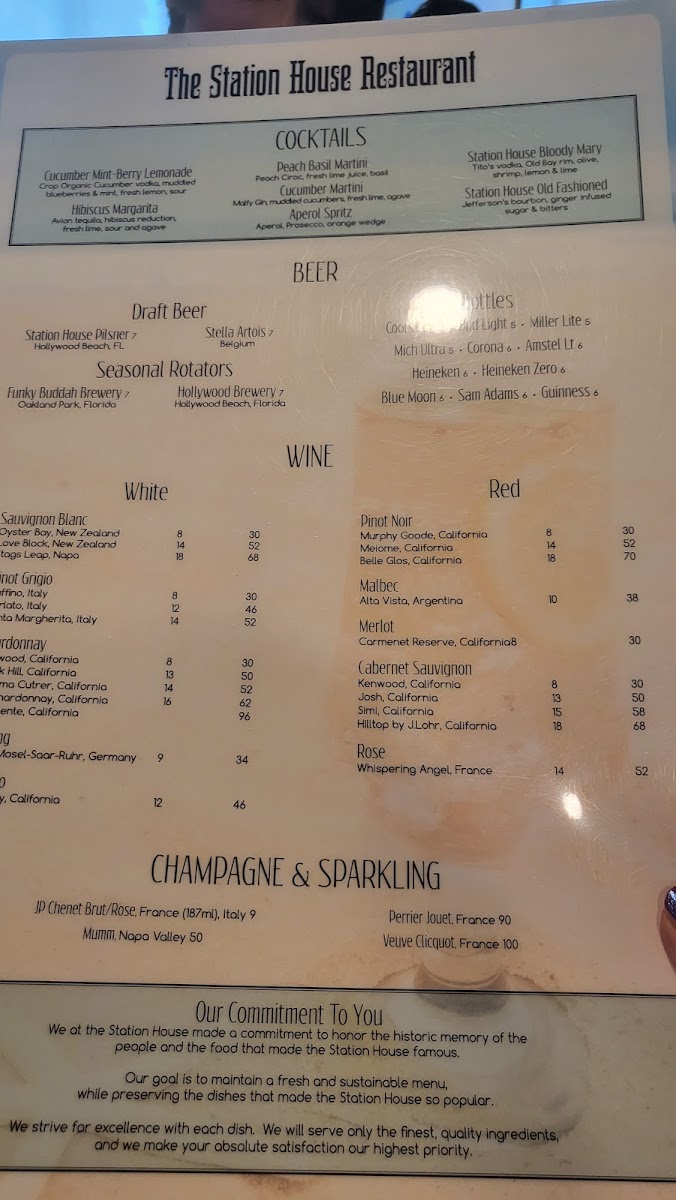 The Station House Restaurant
COCKTAILS
Cucumber Mint-Berry Lemonade
Crop Organic Cucumber vodka, muddled
blueberries & mint, fresh lemon, sour
Hibiscus Margarita
Avion tequila, hibiscus reduction,
fresh lime, sour and agave
Peach Basil Martini
Peach Ciroc, fresh lime juice, basil
Cucumber Martini
Malfy Gin, muddled cucumbers, fresh lime, agave
Aperol Spritz
Aperol, Prosecco, orange wedge
Station House Bloody Mary
Tito's vodka, Old Bay rim, olive,
shrimp, lemon & lime
Station House Old Fashioned
Jefferson's bourbon, ginger infused
sugar & bitters
BEER
Draft Beer
Station House Pilsner 7
Hollywood Beach, FL
Stella Artois 7
Belgium
Seasonal Rotators
Funky Buddah Brewery 7
Oakland Park, Florida
Hollywood Brewery 7
Hollywood Beach, Florida
Bottles
Light 5 • Miller Lite 5
Mich Ultra 5 • Corona 6 • Amstel Lt 6
Heineken 6 • Heineken Zero 6
Blue Moon 6 • Sam Adams 6 • Guinness 6
WINE
White
Sauvignon Blanc
Oyster Bay, New Zealand 8 30
Love Block, New Zealand 14 52
tags Leap, Napa 18 68
inot Grigio
ffino, Italy 8 30
riato, Italy 12 46
nta Margherita, Italy 14 52
ardonnay
wood, California 8 30
k Hill, California 13 50
ma Cutrer, California 14 52
hardonnay, California 16 62
ente, California 96
ng
Mosel-Saar-Ruhr, Germany 9 34
o
y, California 12 46
Red
Pinot Noir
Murphy Goode, California 8 30
Meiome, California 14 52
Belle Glos, California 18 70
Malbec
Alta Vista, Argentina 10 38
Merlot
Carmenet Reserve, California8 30
Cabernet Sauvignon
Kenwood, California 8 30
Josh, California 13 50
Simi, California 15 58
Hilltop by J.Lohr, California 18 68
Rose
Whispering Angel, France 14 52
CHAMPAGNE & SPARKLING
JP Chenet Brut/Rose, France (187ml), Italy 9
Mumm, Napa Valley 50
Perrier Jouet, France 90
Veuve Clicquot, France 100
Our Commitment To You
We at the Station House made a commitment to honor the historic memory of the
people and the food that made the Station House famous.
Our goal is to maintain a fresh and sustainable menu,
while preserving the dishes that made the Station House so popular.
We strive for excellence with each dish. We will serve only the finest, quality ingredients,
and we make your absolute satisfaction our highest priority.